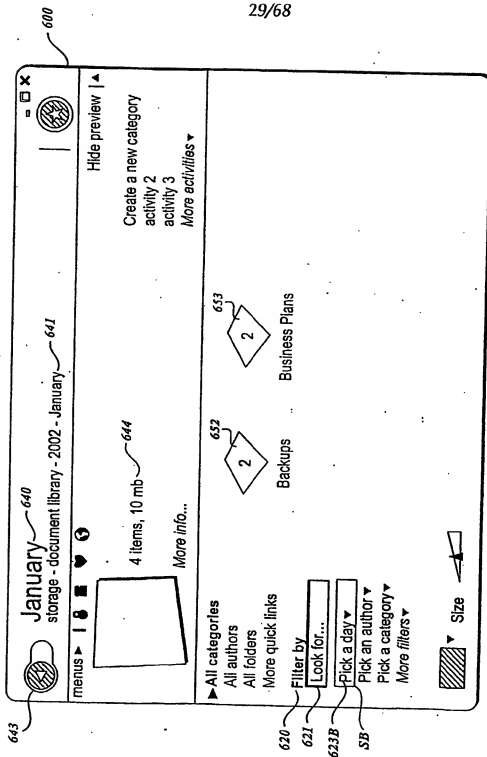 29/68
600
January 640
storage - document library - 2002 - January 641
643
menus
Hide preview
4 items, 10 mb 644
More info...
Create a new category
activity 2
activity 3
More activities
All categories
All authors
All folders
More quick links
620
Filter by
621
Look for...
623B
Pick a day
SB
Pick an author
Pick a category
More filters
652
2
Backups
653
2
Business Plans
Size